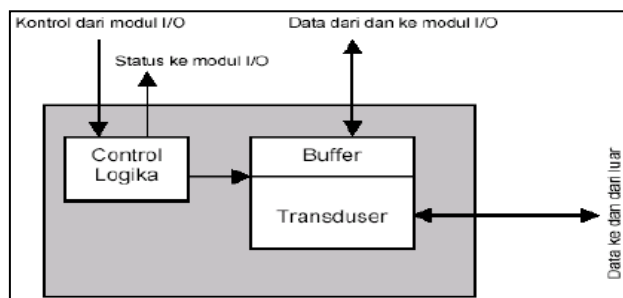 Kontrol dari modul I/O
Data dari dan ke modul I/O
Status ke modul I/O
Control
Logika
Buffer
Transduser
Data ke dan dari luar